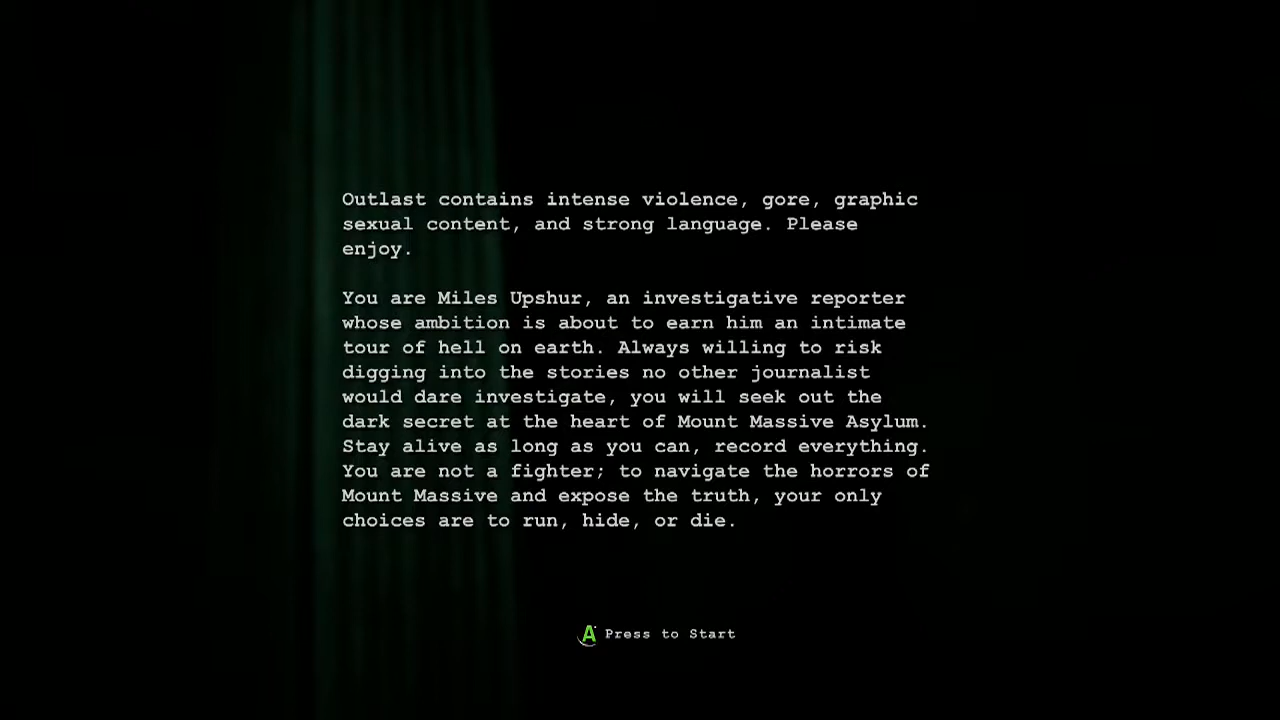 Outlast contains intense violence, gore, graphic
sexual content, and strong language. Please
enjoy.
You are Miles Upshur, an investigative reporter
whose ambition is about to earn him an intimate
tour of hell on earth. Always willing to risk
digging into the stories no other journalist
would dare investigate, you will seek out the
dark secret at the heart of Mount Massive Asylum.
Stay alive as long as you can, record everything.
You are not a fighter; to navigate the horrors of
Mount Massive and expose the truth, your only
choices are to run, hide, or die.
A Press to Start